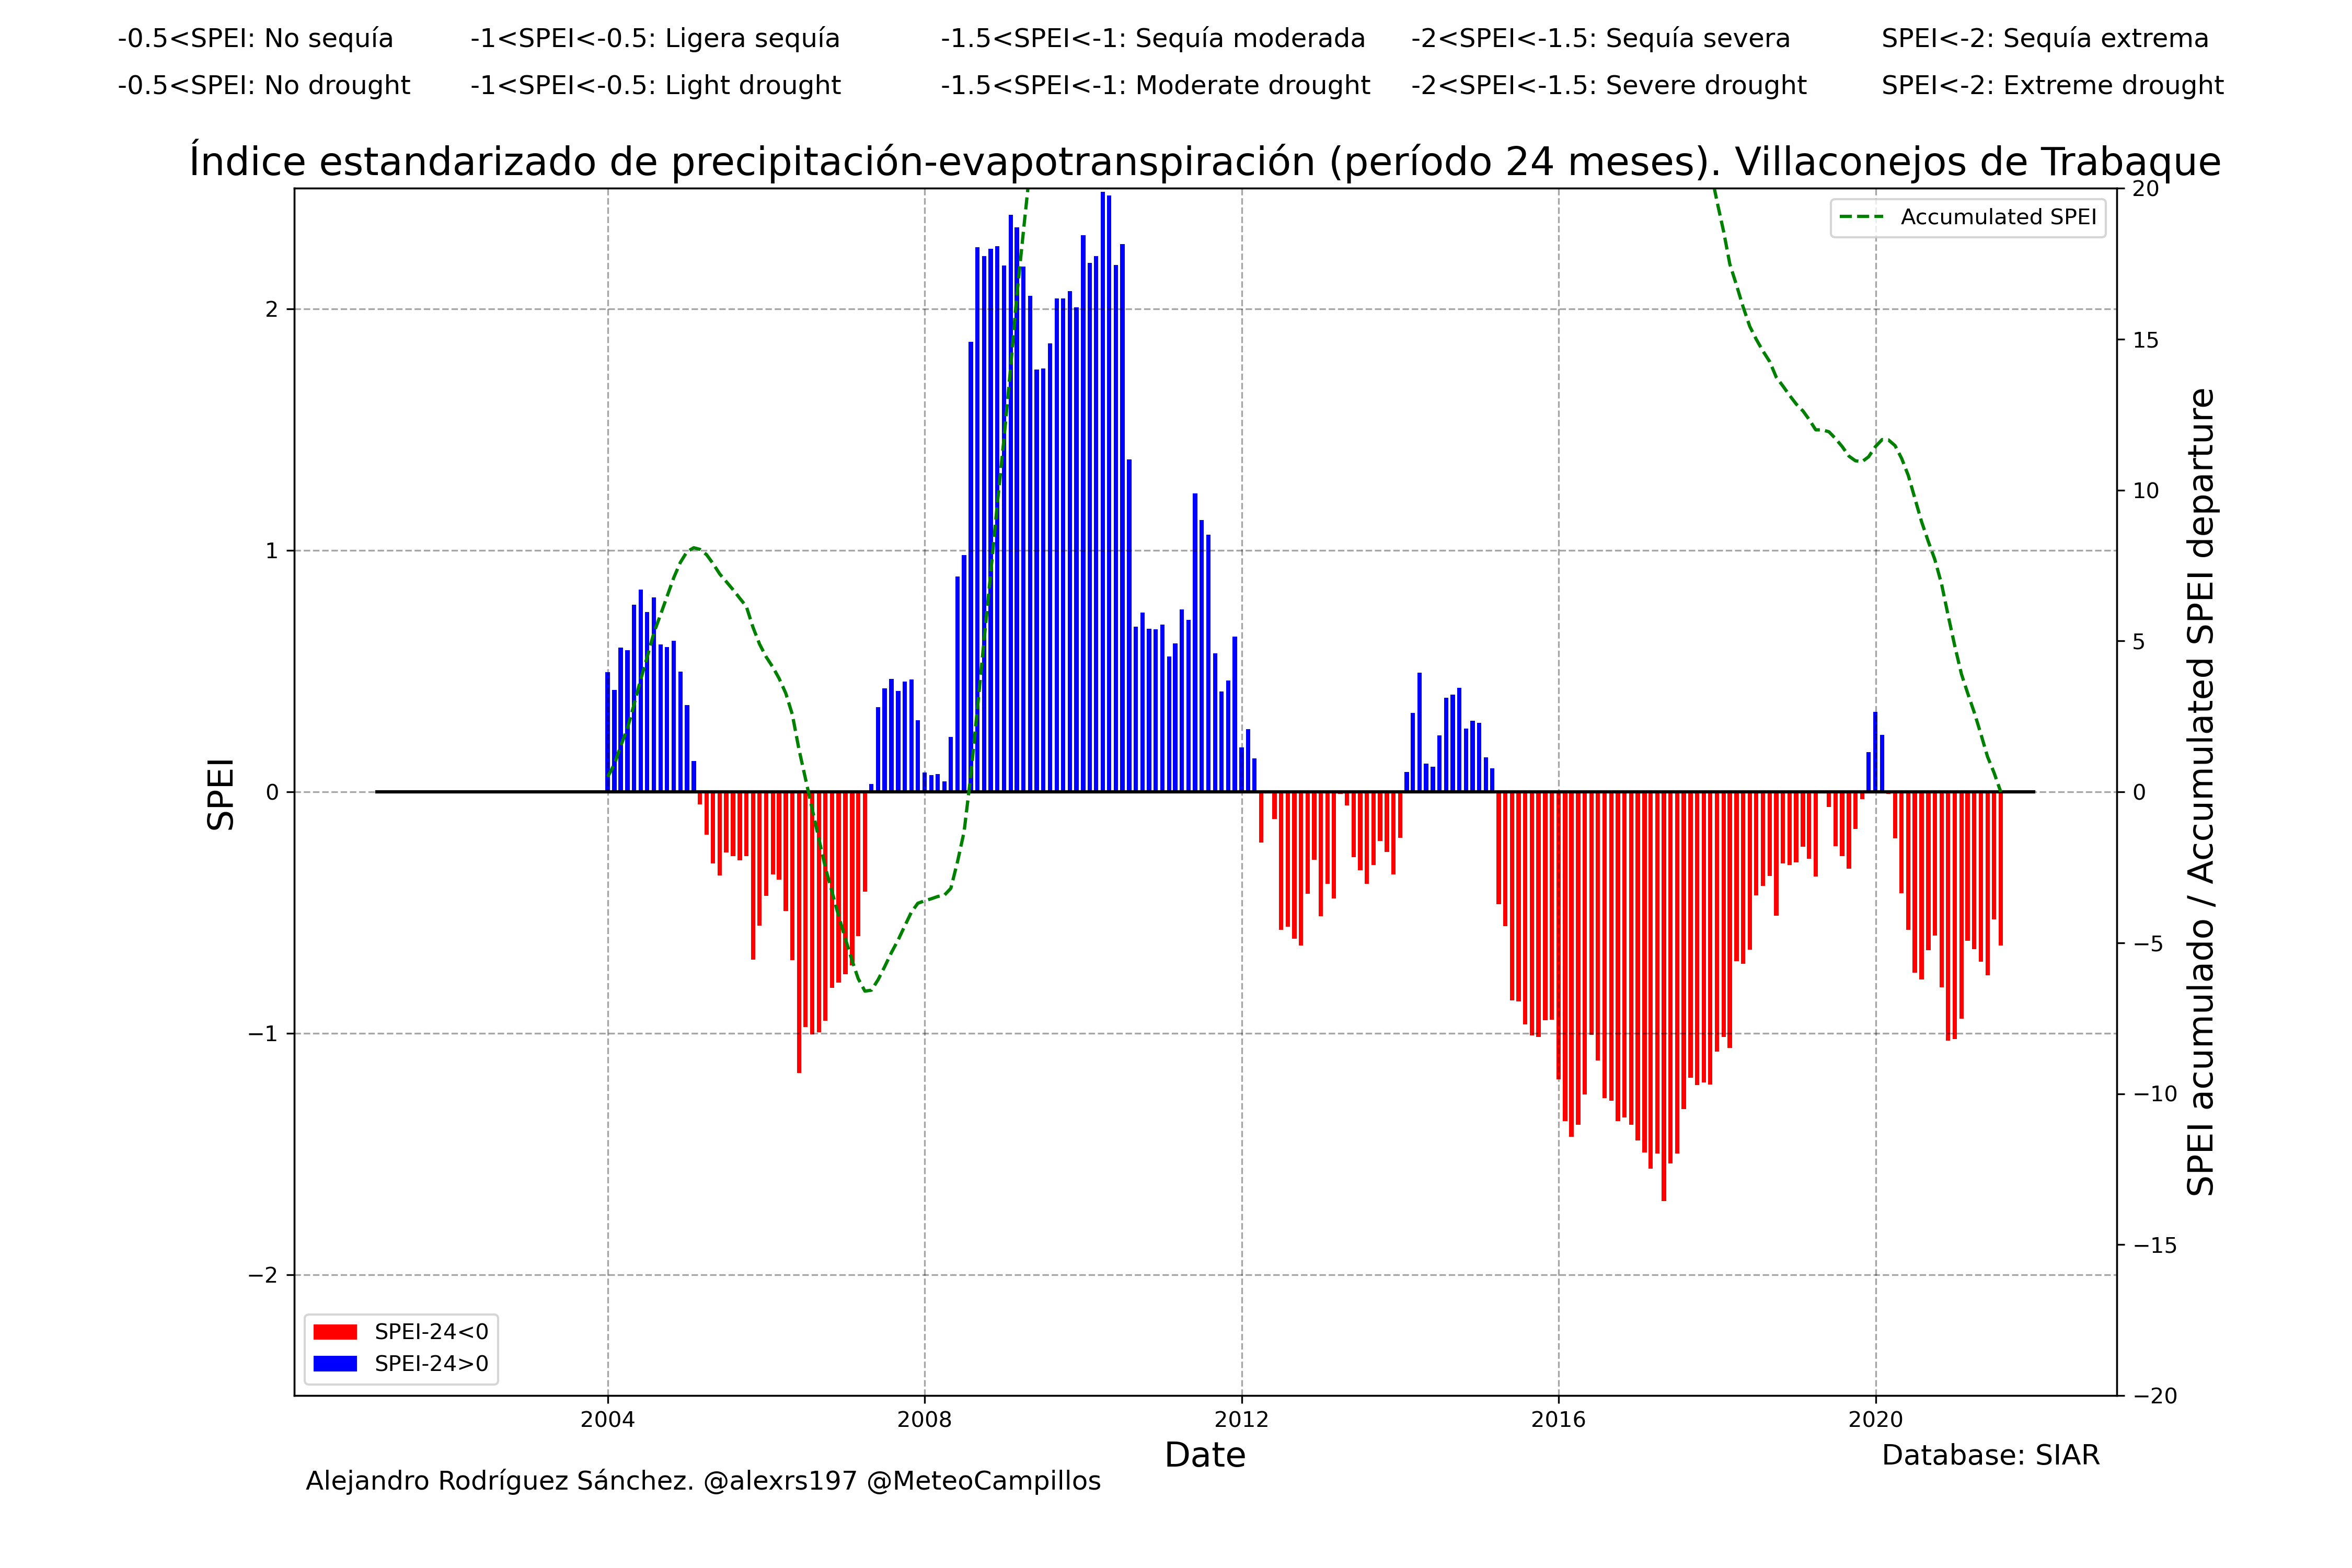 -0.5<SPEI: No sequía -1<SPEI<-0.5: Ligera sequía -1.5<SPEI<-1: Sequía moderada -2<SPEI<-1.5: Sequía severa SPEI<-2: Sequía extrema
-0.5<SPEI: No drought -1<SPEI<-0.5: Light drought -1.5<SPEI<-1: Moderate drought -2<SPEI<-1.5: Severe drought SPEI<-2: Extreme drought
Índice estandarizado de precipitación-evapotranspiración (período 24 meses). Villaconejos de Trabaque
Accumulated SPEI
SPEI
2
1
0
−1
−2
20
15
10
5
0
−5
−10
−15
−20
SPEI acumulado / Accumulated SPEI departure
SPEI-24<0
SPEI-24>0
2004 2008 2012 2016 2020
Date
Database: SIAR
Alejandro Rodríguez Sánchez. @alexrs197 @MeteoCampillos